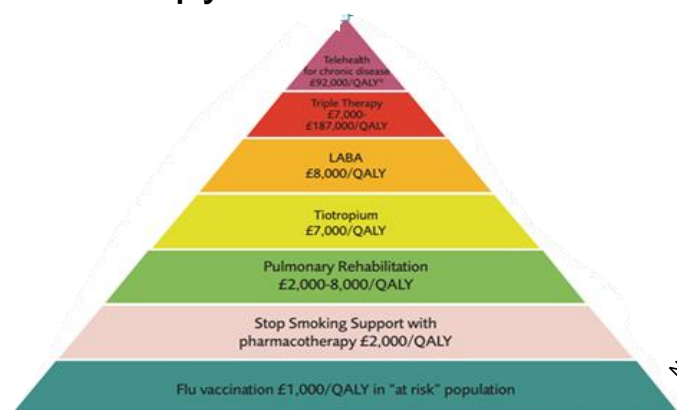 Telehealth
for chronic disease
£92,000/QALY*
Triple Therapy
£7,000-
£187,000/QALY
LABA
£8,000/QALY
Tiotropium
£7,000/QALY
Pulmonary Rehabilitation
£2,000-8,000/QALY
Stop Smoking Support with
pharmacotherapy £2,000/QALY
Flu vaccination £1,000/QALY in "at risk" population